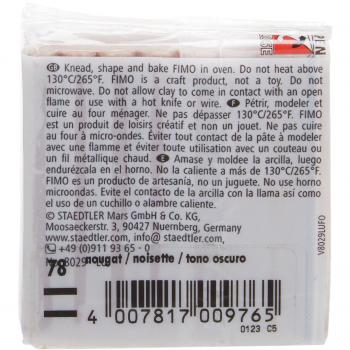 GB Knead, shape and bake FIMO in oven. Do not heat above
130°C/265°F. FIMO is a craft product, not a toy. Do not
microwave. Do not allow clay to come in contact with an open
flame or use with a hot knife or wire. F Pétrir, modeler et
cuire au four ménager. Ne pas dépasser 130°C/265°F. FIMO
est un produit de loisirs créatif et non un jouet. Ne pas cuire
au four à micro-ondes. Éviter tout contact de la pâte à modeler
avec une flamme et éviter toute utilisation avec un couteau ou
un fil métallique chaud. E Amase y moldee la arcilla, luego
endurézcala en el horno. No la caliente a más de 130°C/265°F.
FIMO es un producto de artesanía, no un juguete. No use horno
microondas. Évite el contacto de la arcilla con la llama así como
el uso de un cuchillo o alambre caliente.
© STAEDTLER Mars GmbH & Co. KG,
Moosaeckerstr. 3, 90427 Nuernberg, Germany
www.staedtler.com, info@staedtler.com
+49 (0)911 93 65-0
V8029LUFO
78 nougat / noisette / tono oscuro
4 007817 009765
0123 C5